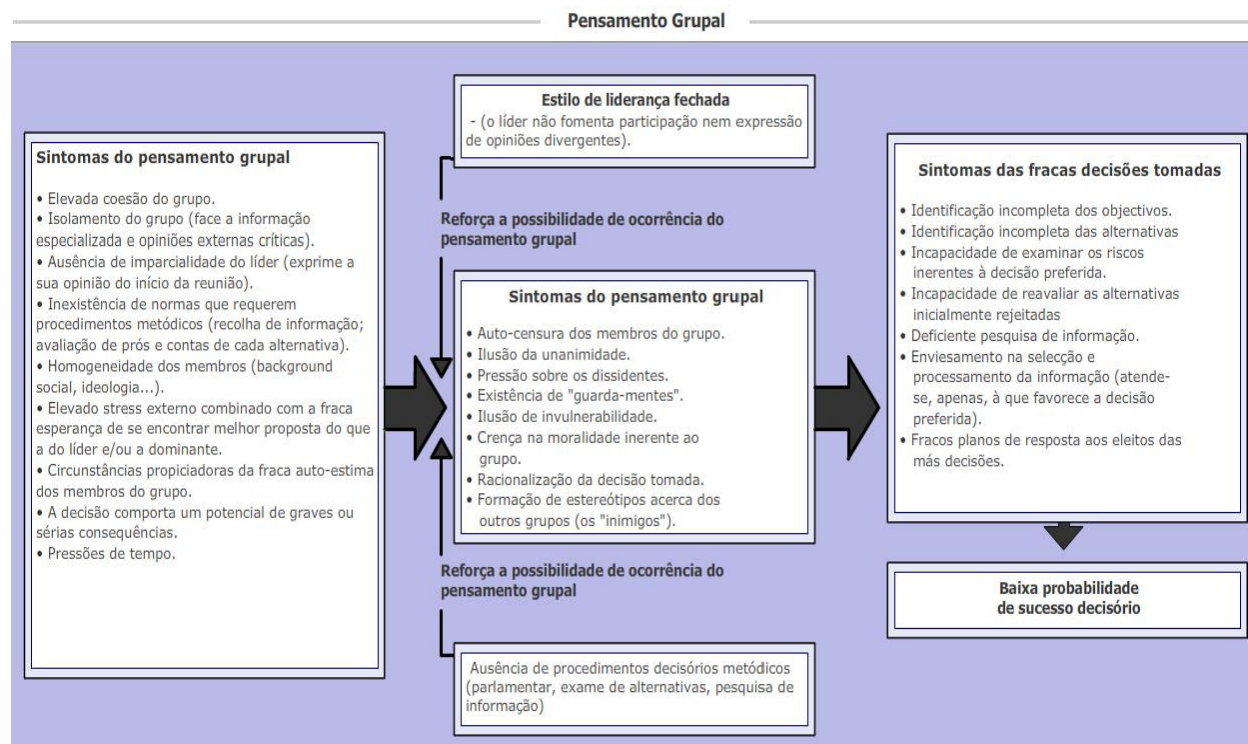 Pensamento Grupal
Sintomas do pensamento grupal
• Elevada coesão do grupo.
• Isolamento do grupo (face a informação
especializada e opiniões externas críticas).
• Ausência de imparcialidade do líder (exprime a
sua opinião do início da reunião).
• Inexistência de normas que requerem
procedimentos metódicos (recolha de informação;
avaliação de prós e contas de cada alternativa).
• Homogeneidade dos membros (background
social, ideologia...).
• Elevado stress externo combinado com a fraca
esperança de se encontrar melhor proposta do que
a do líder e/ou a dominante.
• Circunstâncias propiciadoras da fraca auto-estima
dos membros do grupo.
• A decisão comporta um potencial de graves ou
sérias consequências.
• Pressões de tempo.
Estilo de liderança fechada
- (o líder não fomenta participação nem expressão
de opiniões divergentes).
Reforça a possibilidade de ocorrência do
pensamento grupal
Sintomas do pensamento grupal
• Auto-censura dos membros do grupo.
• Ilusão da unanimidade.
• Pressão sobre os dissidentes.
• Existência de "guarda-mentes".
• Ilusão de invulnerabilidade.
• Crença na moralidade inerente ao
grupo.
• Racionalização da decisão tomada.
• Formação de estereótipos acerca dos
outros grupos (os "inimigos").
Reforça a possibilidade de ocorrência do
pensamento grupal
Ausência de procedimentos decisórios metódicos
(parlamentar, exame de alternativas, pesquisa de
informação)
Sintomas das fracas decisões tomadas
• Identificação incompleta dos objectivos.
• Identificação incompleta das alternativas
• Incapacidade de examinar os riscos
inerentes à decisão preferida.
• Incapacidade de reavaliar as alternativas
inicialmente rejeitadas
• Deficiente pesquisa de informação.
• Enviesamento na selecção e
processamento da informação (atende-
se, apenas, à que favorece a decisão
preferida).
• Fracos planos de resposta aos eleitos das
más decisões.
Baixa probabilidade
de sucesso decisório